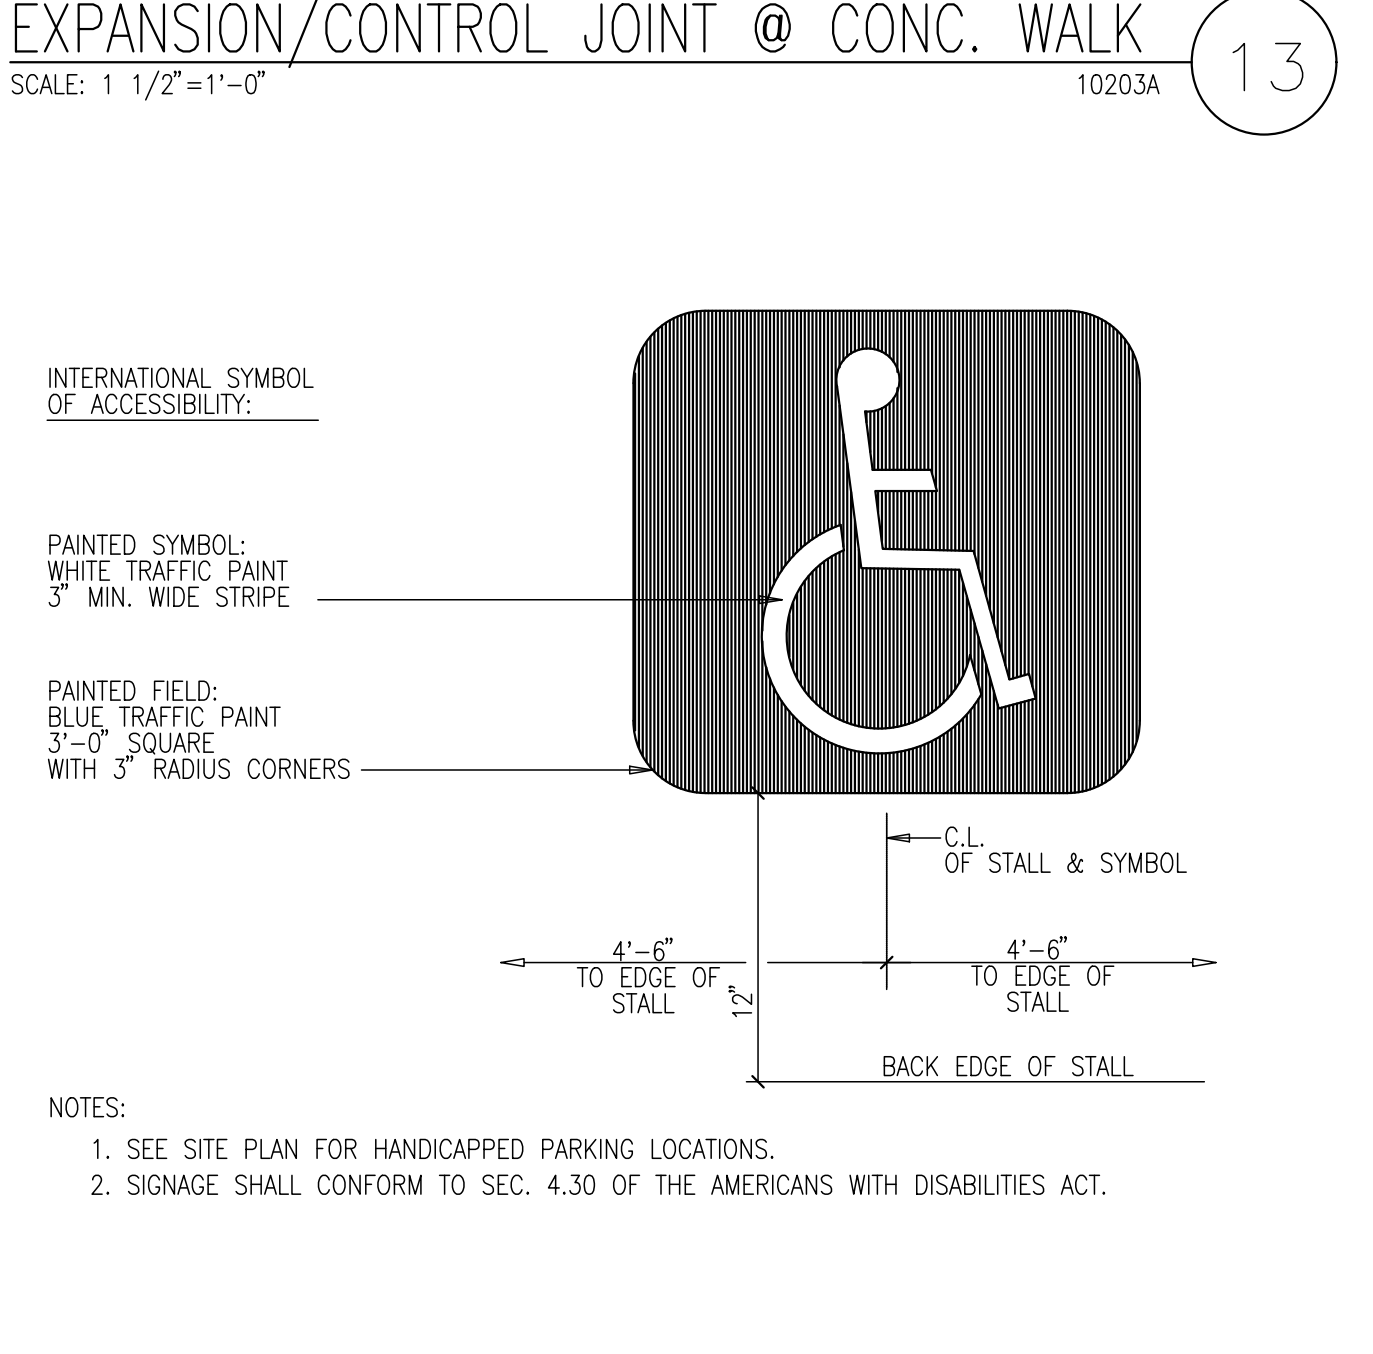 EXPANSION/CONTROL JOINT @ CONC. WALK
13
SCALE: 1 1/2"=1'-0"
10203A
INTERNATIONAL SYMBOL
OF ACCESSIBILITY:
PAINTED SYMBOL:
WHITE TRAFFIC PAINT
3" MIN. WIDE STRIPE
PAINTED FIELD:
BLUE TRAFFIC PAINT
3'-0" SQUARE
WITH 3" RADIUS CORNERS
C.L.
OF STALL & SYMBOL
4'-6"
TO EDGE OF
STALL
12"
4'-6"
TO EDGE OF
STALL
BACK EDGE OF STALL
NOTES:
1. SEE SITE PLAN FOR HANDICAPPED PARKING LOCATIONS.
2. SIGNAGE SHALL CONFORM TO SEC. 4.30 OF THE AMERICANS WITH DISABILITIES ACT.